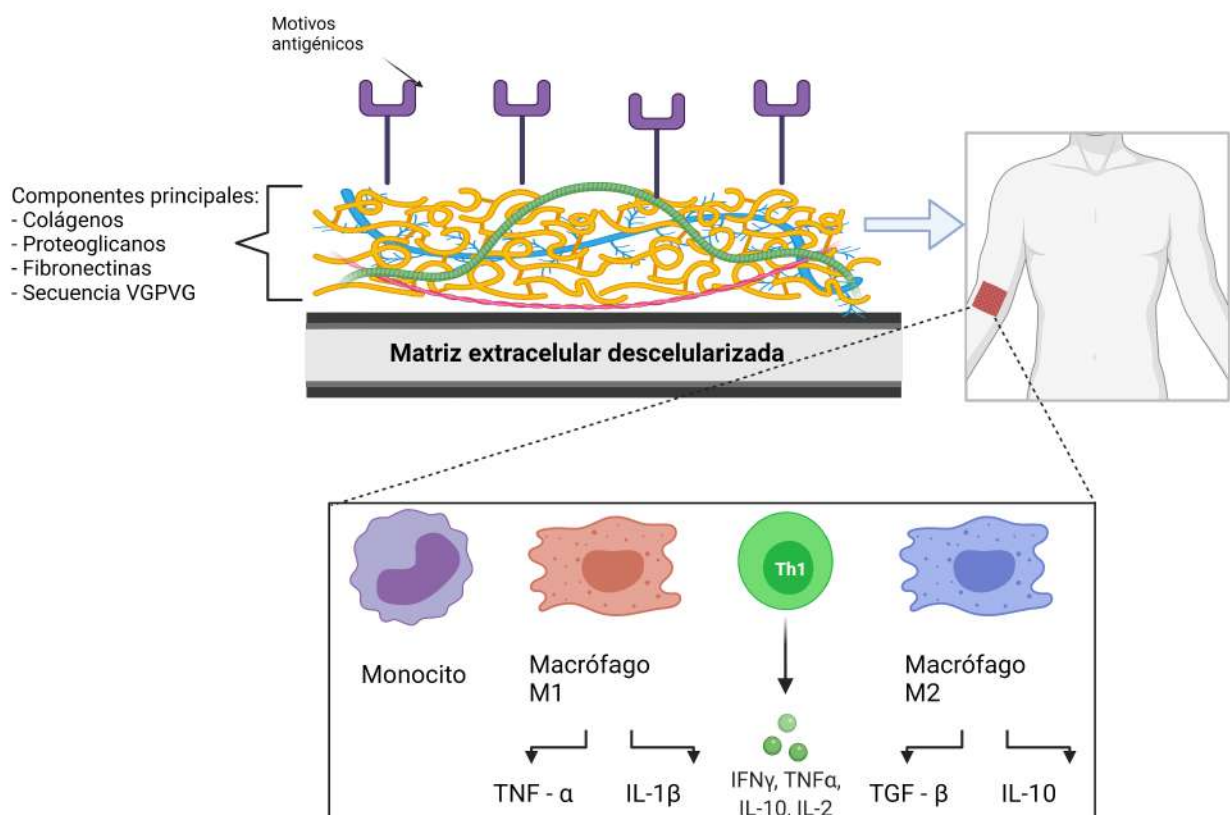 Motivos
antigénicos
Componentes principales:
- Colágenos
- Proteoglicanos
- Fibronectinas
- Secuencia VGPVG
Matriz extracelular descelularizada
Th1
Monocito
Macrófago
M1
Macrófago
M2
TNF - α
IL-1β
IFNγ, TNFα,
IL-10, IL-2
TGF - β
IL-10